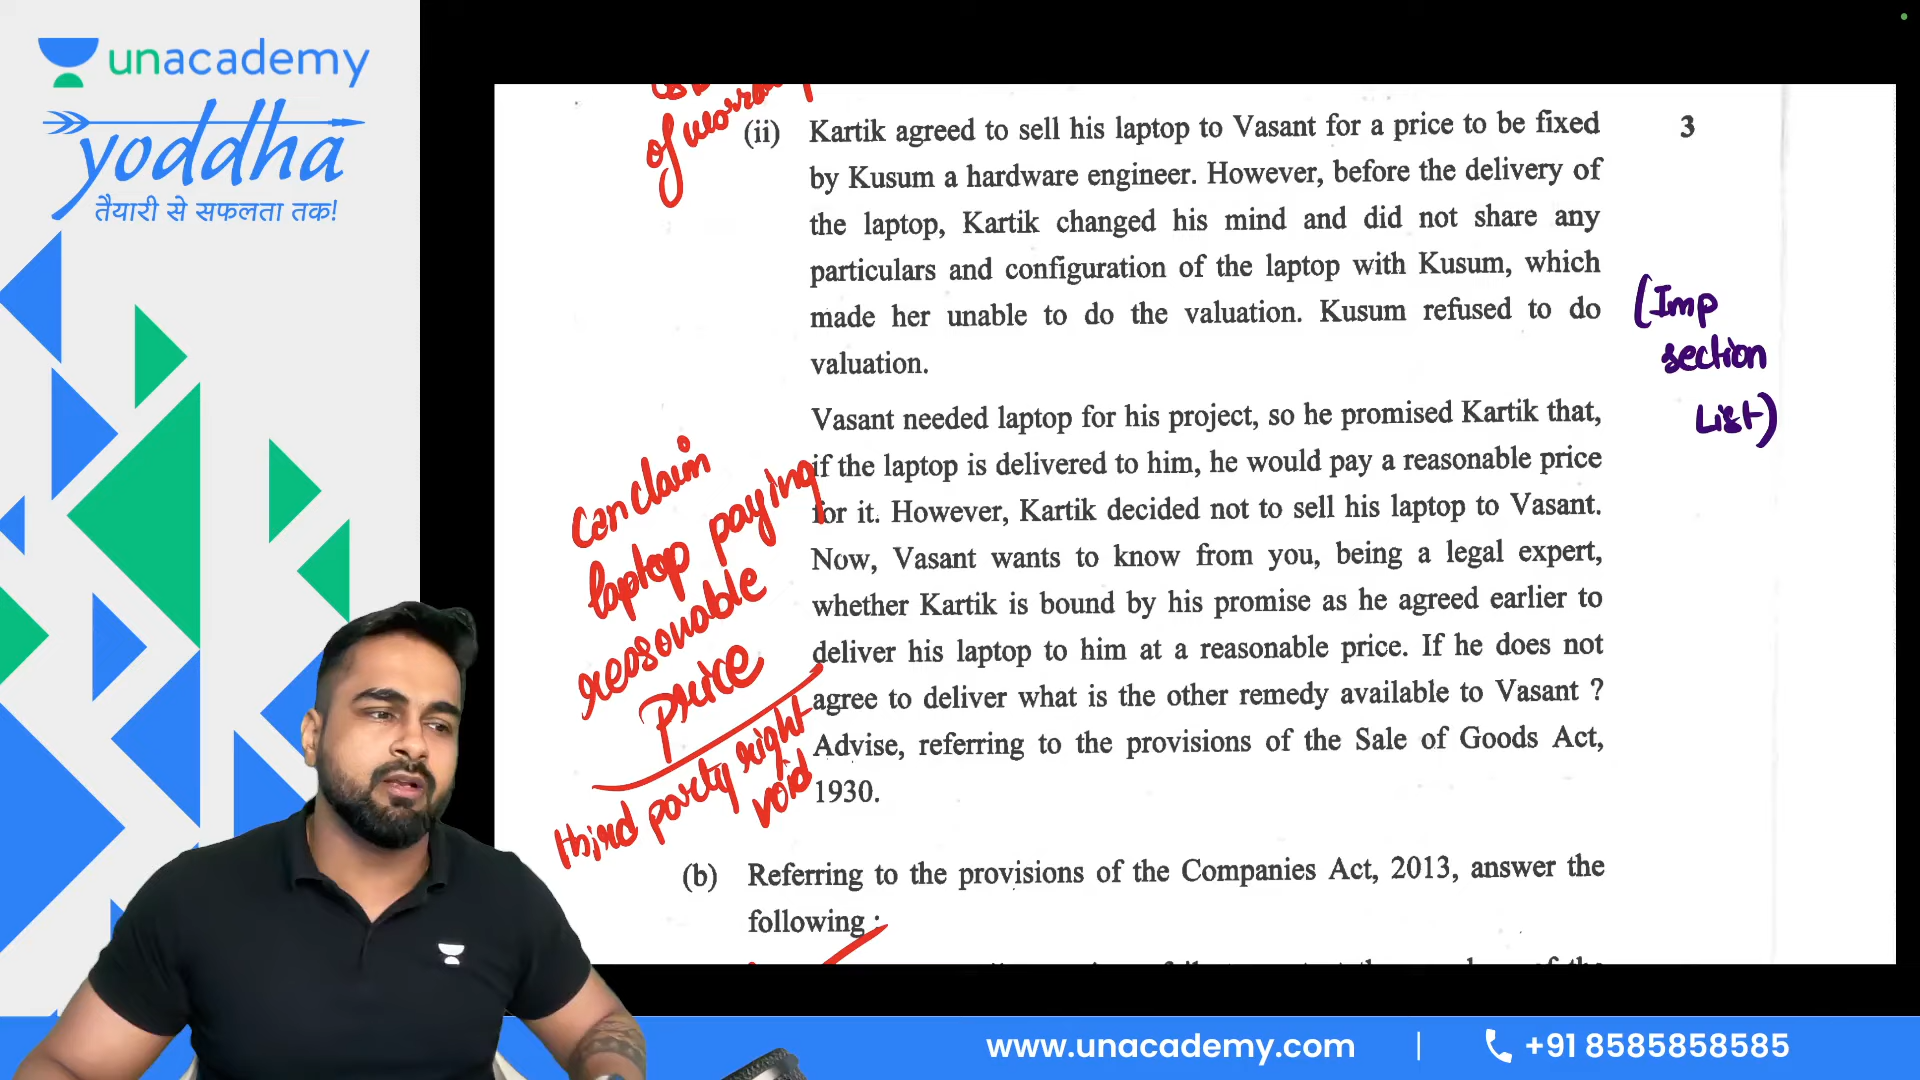 unacademy
yoddha
तैयारी से सफलता तक!
of
(ii) Kartik agreed to sell his laptop to Vasant for a price to be fixed 3
by Kusum a hardware engineer. However, before the delivery of
the laptop, Kartik changed his mind and did not share any
particulars and configuration of the laptop with Kusum, which
made her unable to do the valuation. Kusum refused to do
valuation.
(Imp
section
List)
Vasant needed laptop for his project, so he promised Kartik that,
if the laptop is delivered to him, he would pay a reasonable price
for it. However, Kartik decided not to sell his laptop to Vasant.
Now, Vasant wants to know from you, being a legal expert,
whether Kartik is bound by his promise as he agreed earlier to
deliver his laptop to him at a reasonable price. If he does not
agree to deliver what is the other remedy available to Vasant ?
Advise, referring to the provisions of the Sale of Goods Act,
1930.
Can claim
laptop paying
reasonable
Price
third party right
void
(b) Referring to the provisions of the Companies Act, 2013, answer the
following :
www.unacademy.com | +91 8585858585